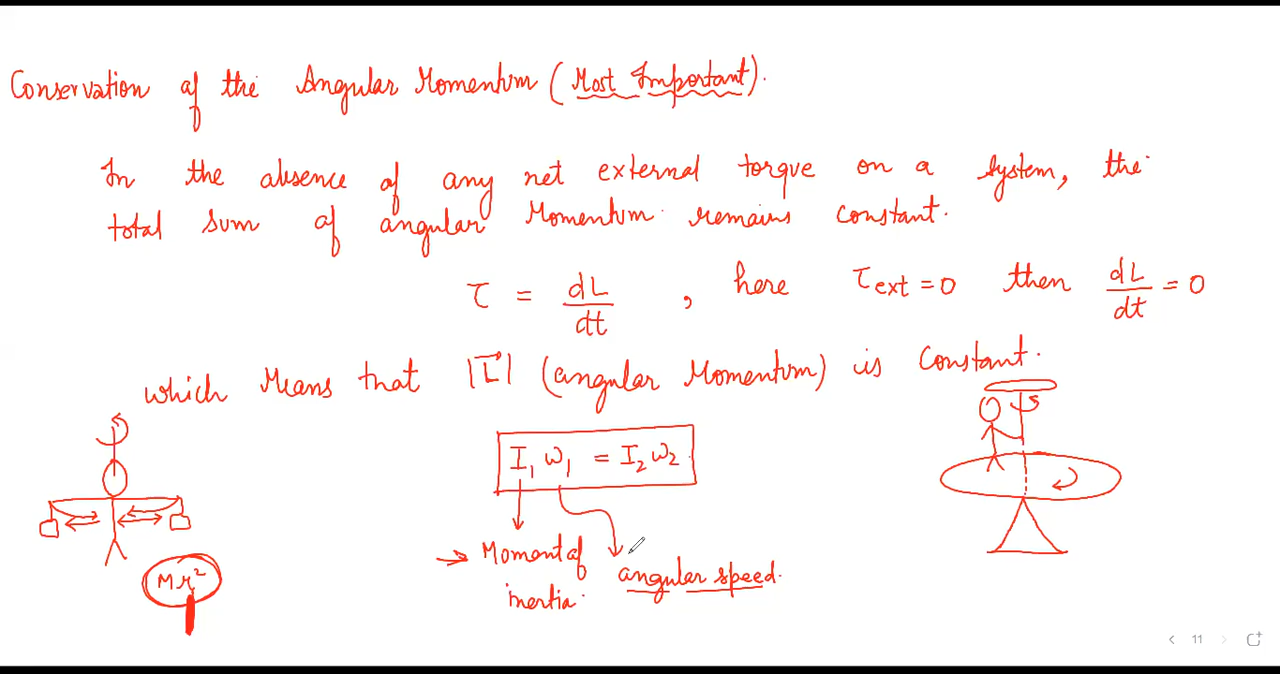 Conservation of the Angular Momentum (Most Important).
In the absence of any net external torque on a system, the
total sum of angular Momentum remains constant.
τ = dL/dt , here τext = 0 then dL/dt = 0
which Means that |L⃗| (angular Momentum) is constant.
I₁ ω₁ = I₂ ω₂
Moment of
inertia.
angular speed.
Mr²
11